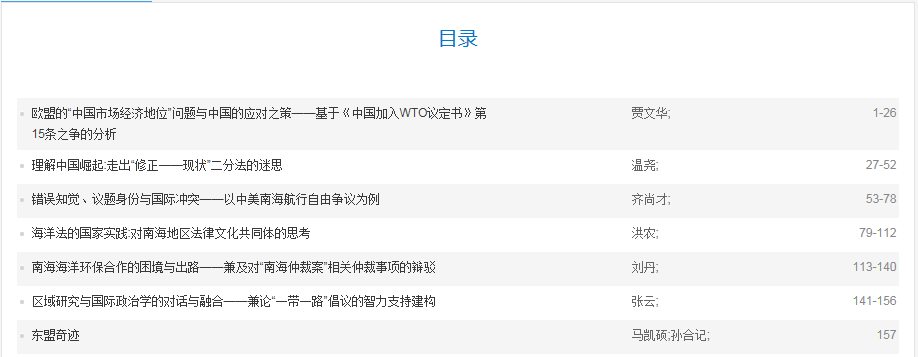 目录
欧盟的“中国市场经济地位”问题与中国的应对之策——基于《中国加入WTO议定书》第 贾文华; 1-26
15条之争的分析
理解中国崛起:走出“修正——现状”二分法的迷思 温尧; 27-52
错误知觉、议题身份与国际冲突——以中美南海航行自由争议为例 齐尚才; 53-78
海洋法的国家实践:对南海地区法律文化共同体的思考 洪农; 79-112
南海海洋环保合作的困境与出路——兼及对“南海仲裁案”相关仲裁事项的辩驳 刘丹; 113-140
区域研究与国际政治学的对话与融合——兼论“一带一路”倡议的智力支持建构 张云; 141-156
东盟奇迹 马凯硕;孙合记; 157